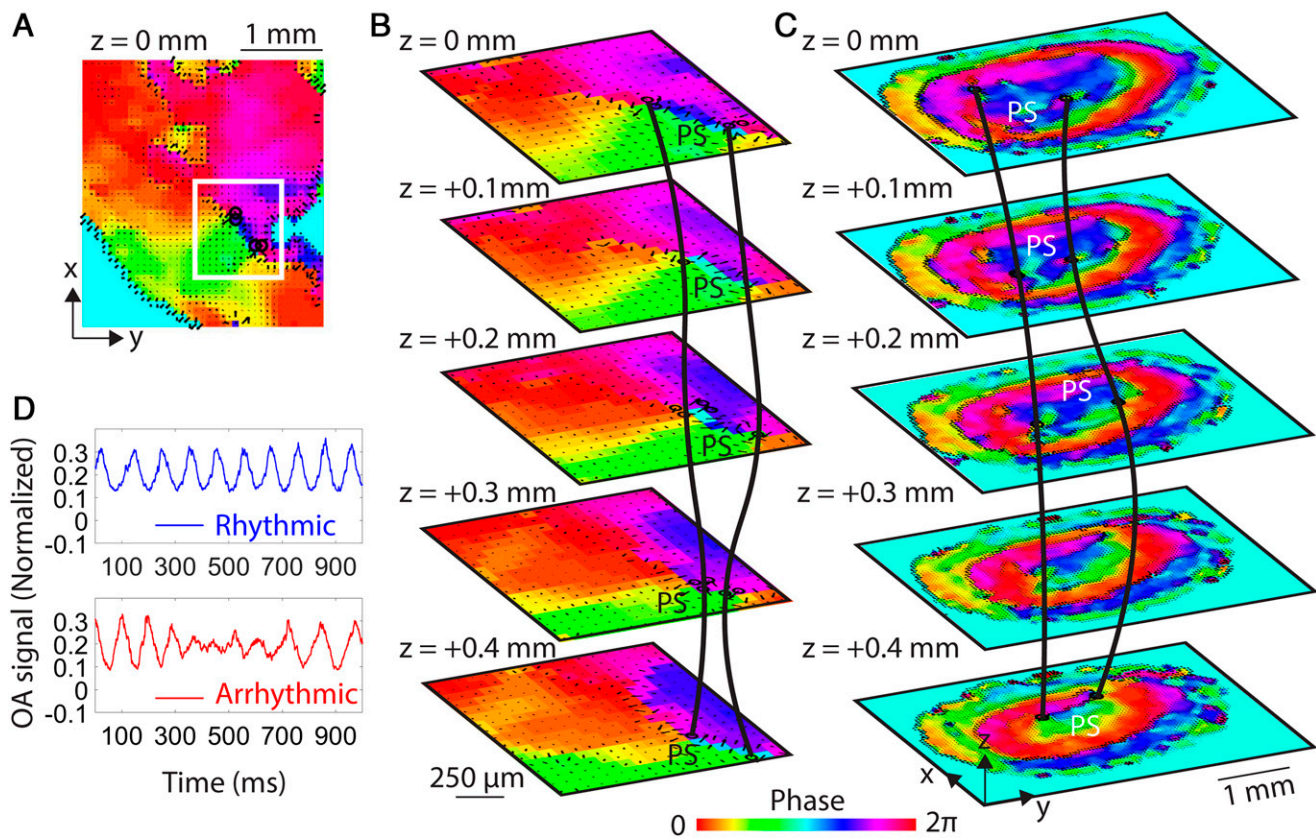 A
z = 0 mm
1 mm
x
y
B
z = 0 mm
PS
z = +0.1mm
PS
z = +0.2 mm
PS
z = +0.3 mm
PS
z = +0.4 mm
PS
250 µm
C
z = 0 mm
PS
z = +0.1 mm
PS
z = +0.2 mm
PS
z = +0.3 mm
z = +0.4 mm
PS
z
x
y
1 mm
Phase
0
2π
D
OA signal (Normalized)
0.3
0.2
0.1
0
-0.1
Rhythmic
100 300 500 700 900
0.3
0.2
0.1
0
-0.1
Arrhythmic
100 300 500 700 900
Time (ms)